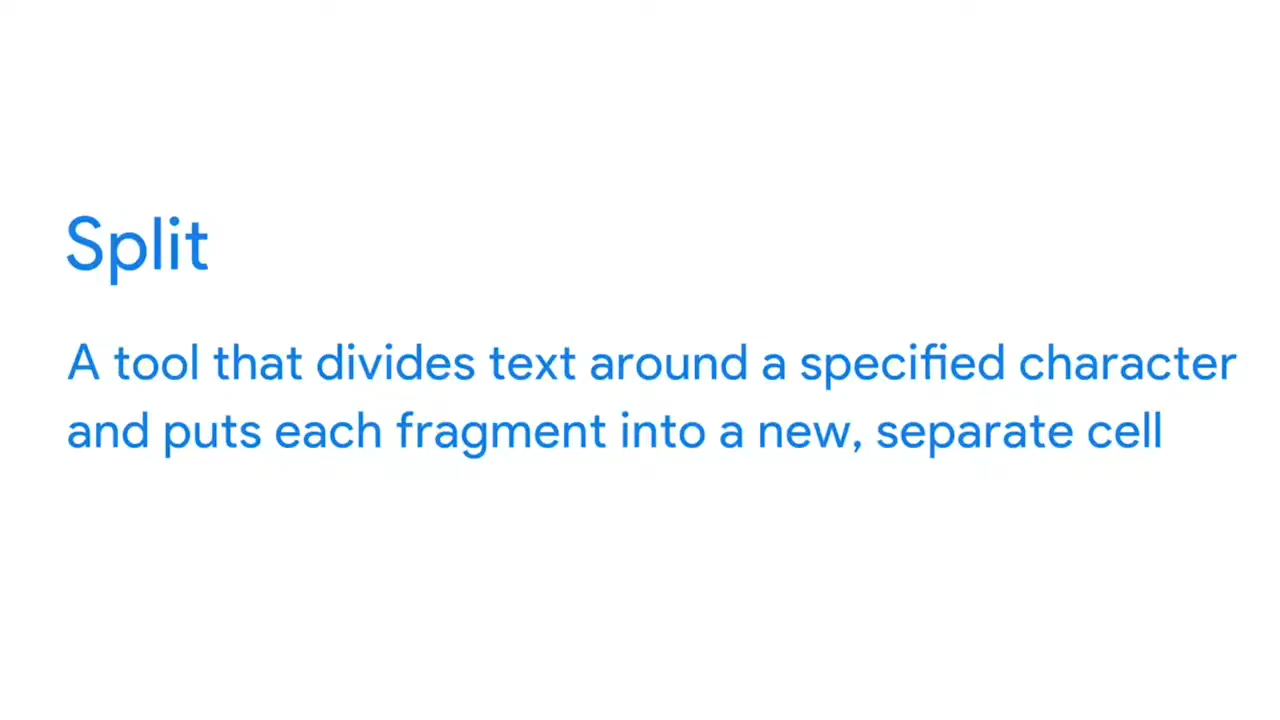 Split
A tool that divides text around a specified character
and puts each fragment into a new, separate cell